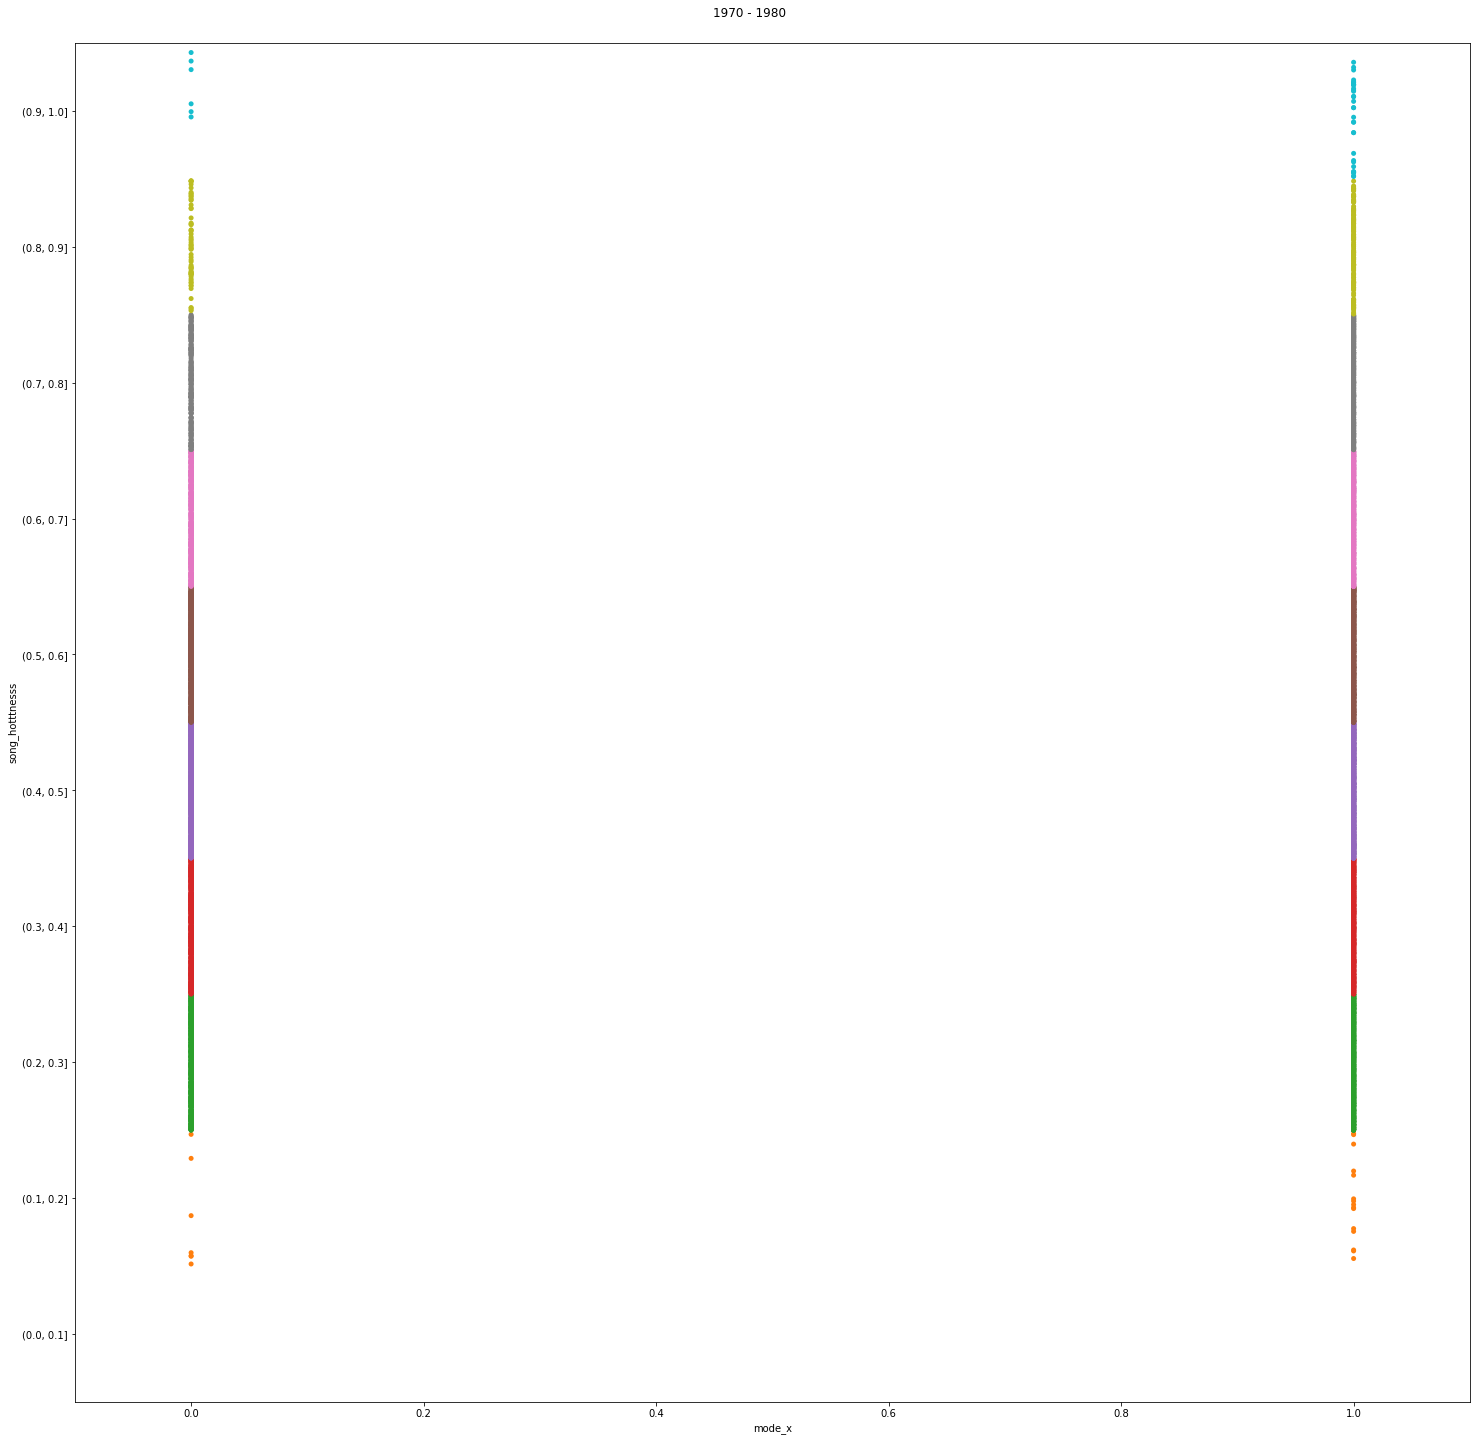 1970 - 1980
(0.9, 1.0]
(0.8, 0.9]
(0.7, 0.8]
(0.6, 0.7]
(0.5, 0.6]
song_hotttnesss
(0.4, 0.5]
(0.3, 0.4]
(0.2, 0.3]
(0.1, 0.2]
(0.0, 0.1]
0.0 0.2 0.4 0.6 0.8 1.0
mode_x